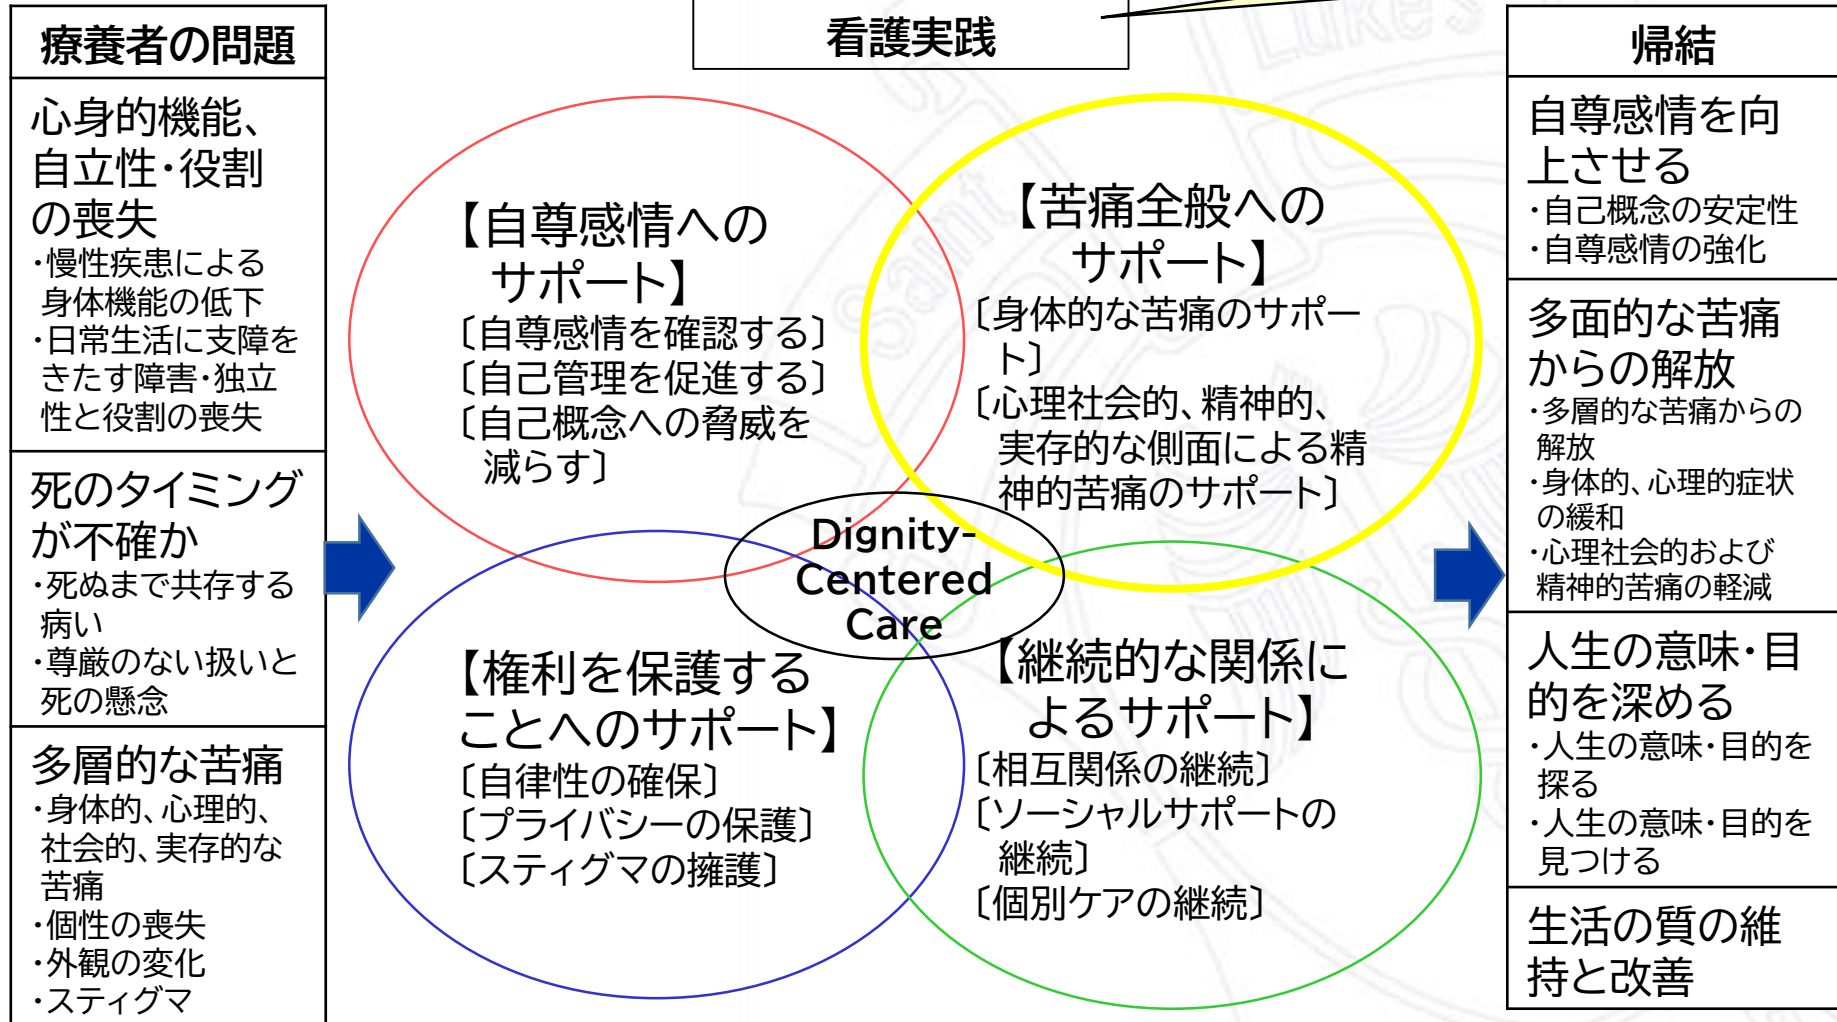 療養者の問題
心身的機能、
自立性・役割
の喪失
・慢性疾患による
身体機能の低下
・日常生活に支障を
きたす障害・独立
性と役割の喪失
死のタイミング
が不確か
・死ぬまで共存する
病い
・尊厳のない扱いと
死の懸念
多層的な苦痛
・身体的、心理的、
社会的、実存的な
苦痛
・個性の喪失
・外観の変化
・スティグマ
看護実践
【自尊感情への
サポート】
〔自尊感情を確認する〕
〔自己管理を促進する〕
〔自己概念への脅威を
減らす〕
【苦痛全般への
サポート】
〔身体的な苦痛のサポー
ト〕
〔心理社会的、精神的、
実存的な側面による精
神的苦痛のサポート〕
Dignity-
Centered
Care
【権利を保護する
ことへのサポート】
〔自律性の確保〕
〔プライバシーの保護〕
〔スティグマの擁護〕
【継続的な関係に
よるサポート】
〔相互関係の継続〕
〔ソーシャルサポートの
継続〕
〔個別ケアの継続〕
帰結
自尊感情を向
上させる
・自己概念の安定性
・自尊感情の強化
多面的な苦痛
からの解放
・多層的な苦痛からの
解放
・身体的、心理的症状
の緩和
・心理社会的および
精神的苦痛の軽減
人生の意味・目
的を深める
・人生の意味・目的を
探る
・人生の意味・目的を
見つける
生活の質の維
持と改善
Saint
Luke's